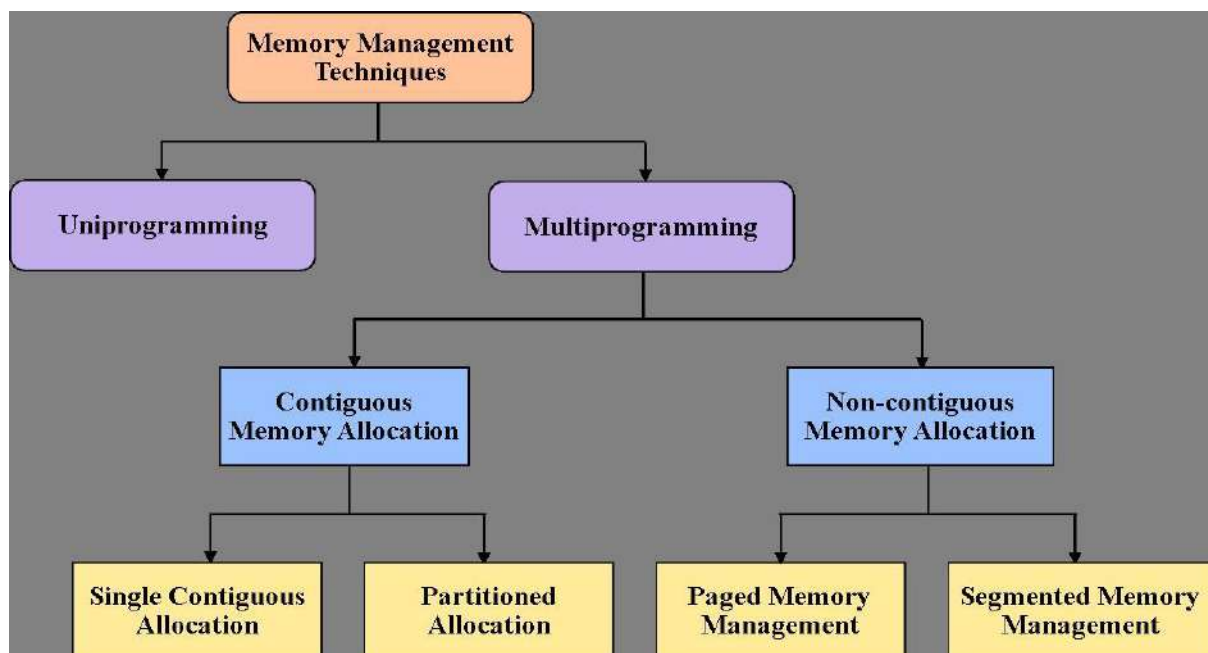 Memory Management
Techniques
Uniprogramming
Multiprogramming
Contiguous
Memory Allocation
Non-contiguous
Memory Allocation
Single Contiguous
Allocation
Partitioned
Allocation
Paged Memory
Management
Segmented Memory
Management